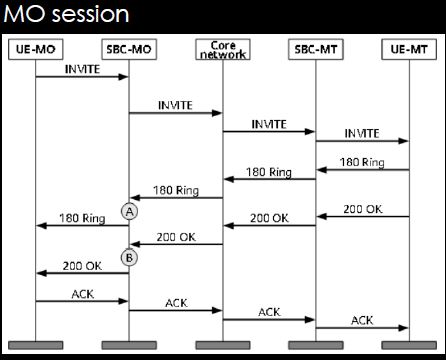 MO session
UE-MO
SBC-MO
Core
network
SBC-MT
UE-MT
INVITE
INVITE
INVITE
INVITE
180 Ring
180 Ring
180 Ring
A
180 Ring
200 OK
200 OK
200 OK
B
200 OK
ACK
ACK
ACK
ACK